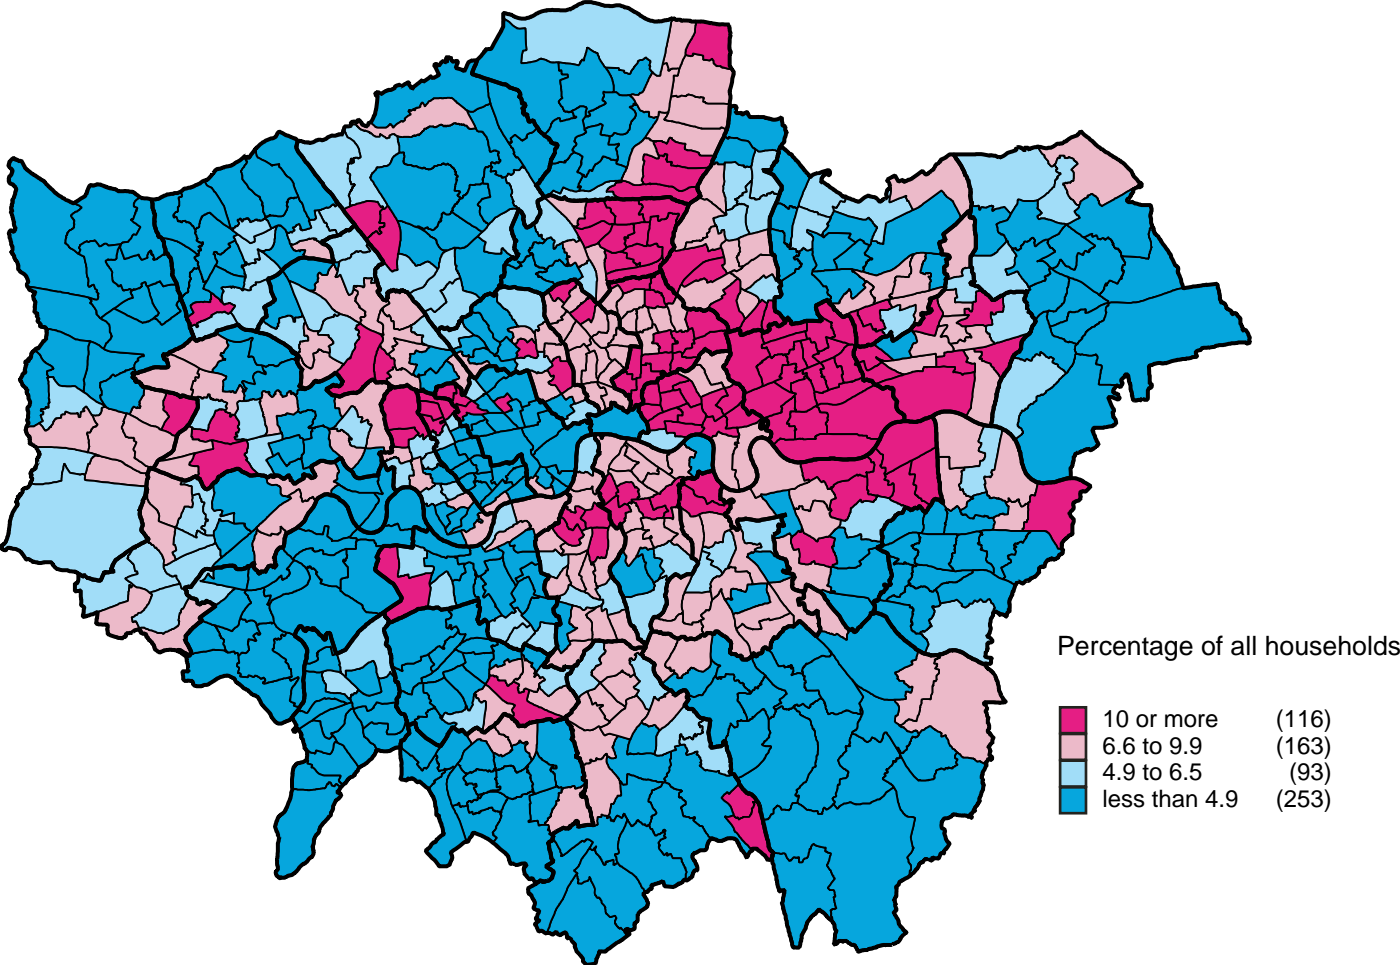 Percentage of all households
10 or more (116)
6.6 to 9.9 (163)
4.9 to 6.5 (93)
less than 4.9 (253)